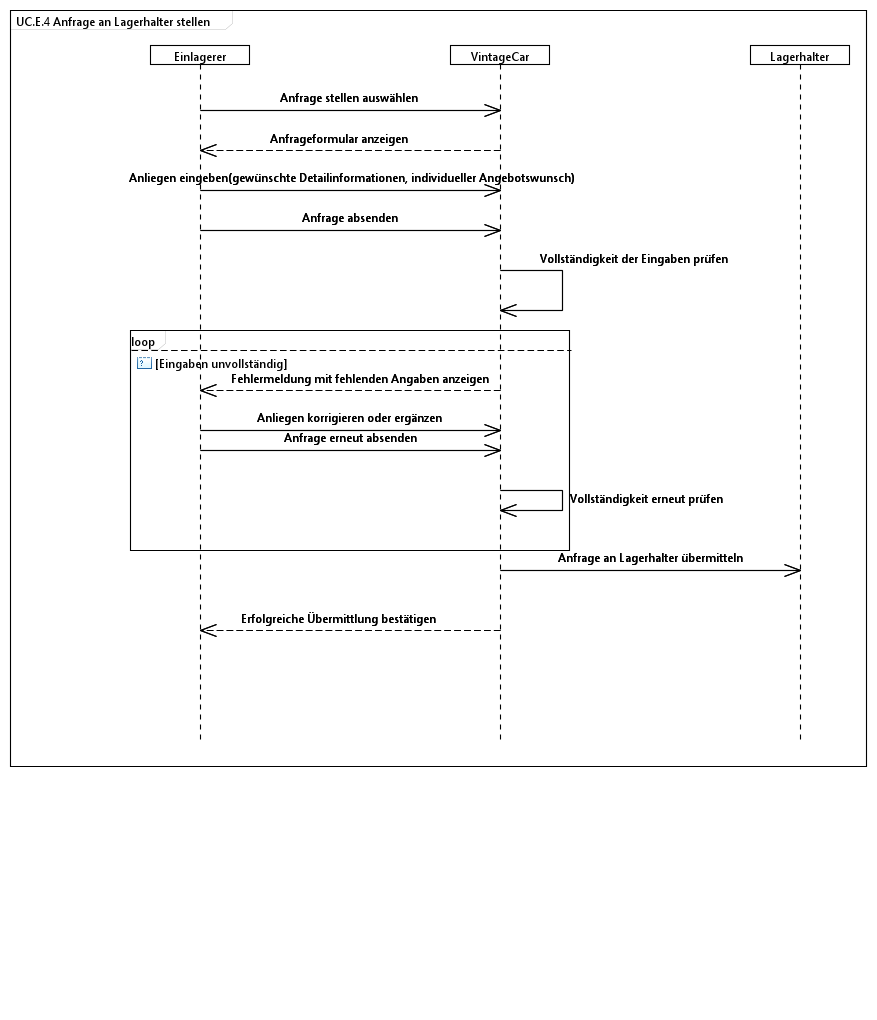 UC.E.4 Anfrage an Lagerhalter stellen
Einlagerer
VintageCar
Lagerhalter
Anfrage stellen auswählen
Anfrageformular anzeigen
Anliegen eingeben(gewünschte Detailinformationen, individueller Angebotswunsch)
Anfrage absenden
Vollständigkeit der Eingaben prüfen
loop
? [Eingaben unvollständig]
Fehlermeldung mit fehlenden Angaben anzeigen
Anliegen korrigieren oder ergänzen
Anfrage erneut absenden
Vollständigkeit erneut prüfen
Anfrage an Lagerhalter übermitteln
Erfolgreiche Übermittlung bestätigen